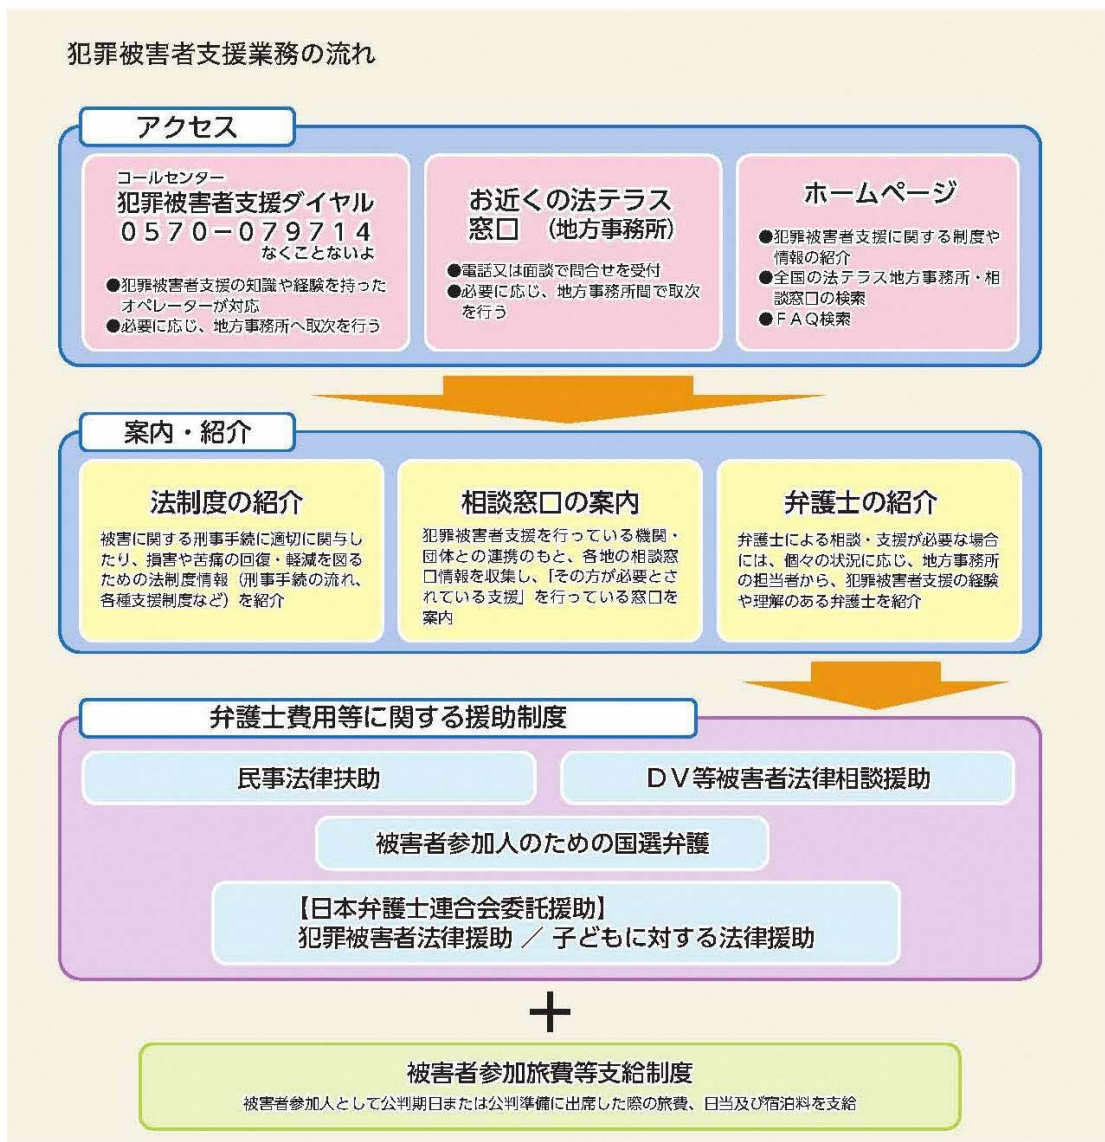 犯罪被害者支援業務の流れ
アクセス
コールセンター
犯罪被害者支援ダイヤル
0570-079714
なくことないよ
●犯罪被害者支援の知識や経験を持った
オペレーターが対応
●必要に応じ、地方事務所へ取次を行う
お近くの法テラス
窓口 (地方事務所)
●電話又は面談で問合せを受付
●必要に応じ、地方事務所間で取次
を行う
ホームページ
●犯罪被害者支援に関する制度や
情報の紹介
●全国の法テラス地方事務所・相
談窓口の検索
●FAQ検索
案内・紹介
法制度の紹介
被害に関する刑事手続に適切に関与し
たり、損害や苦痛の回復・軽減を図る
ための法制度情報(刑事手続の流れ、
各種支援制度など)を紹介
相談窓口の案内
犯罪被害者支援を行っている機関・
団体との連携のもと、各地の相談窓
口情報を収集し、「その方が必要とさ
れている支援」を行っている窓口を
案内
弁護士の紹介
弁護士による相談・支援が必要な場合
には、個々の状況に応じ、地方事務所
の担当者から、犯罪被害者支援の経験
や理解のある弁護士を紹介
弁護士費用等に関する援助制度
民事法律扶助
DV等被害者法律相談援助
被害者参加人のための国選弁護
【日本弁護士連合会委託援助】
犯罪被害者法律援助 / 子どもに対する法律援助
+
被害者参加旅費等支給制度
被害者参加人として公判期日または公判準備に出席した際の旅費、日当及び宿泊料を支給